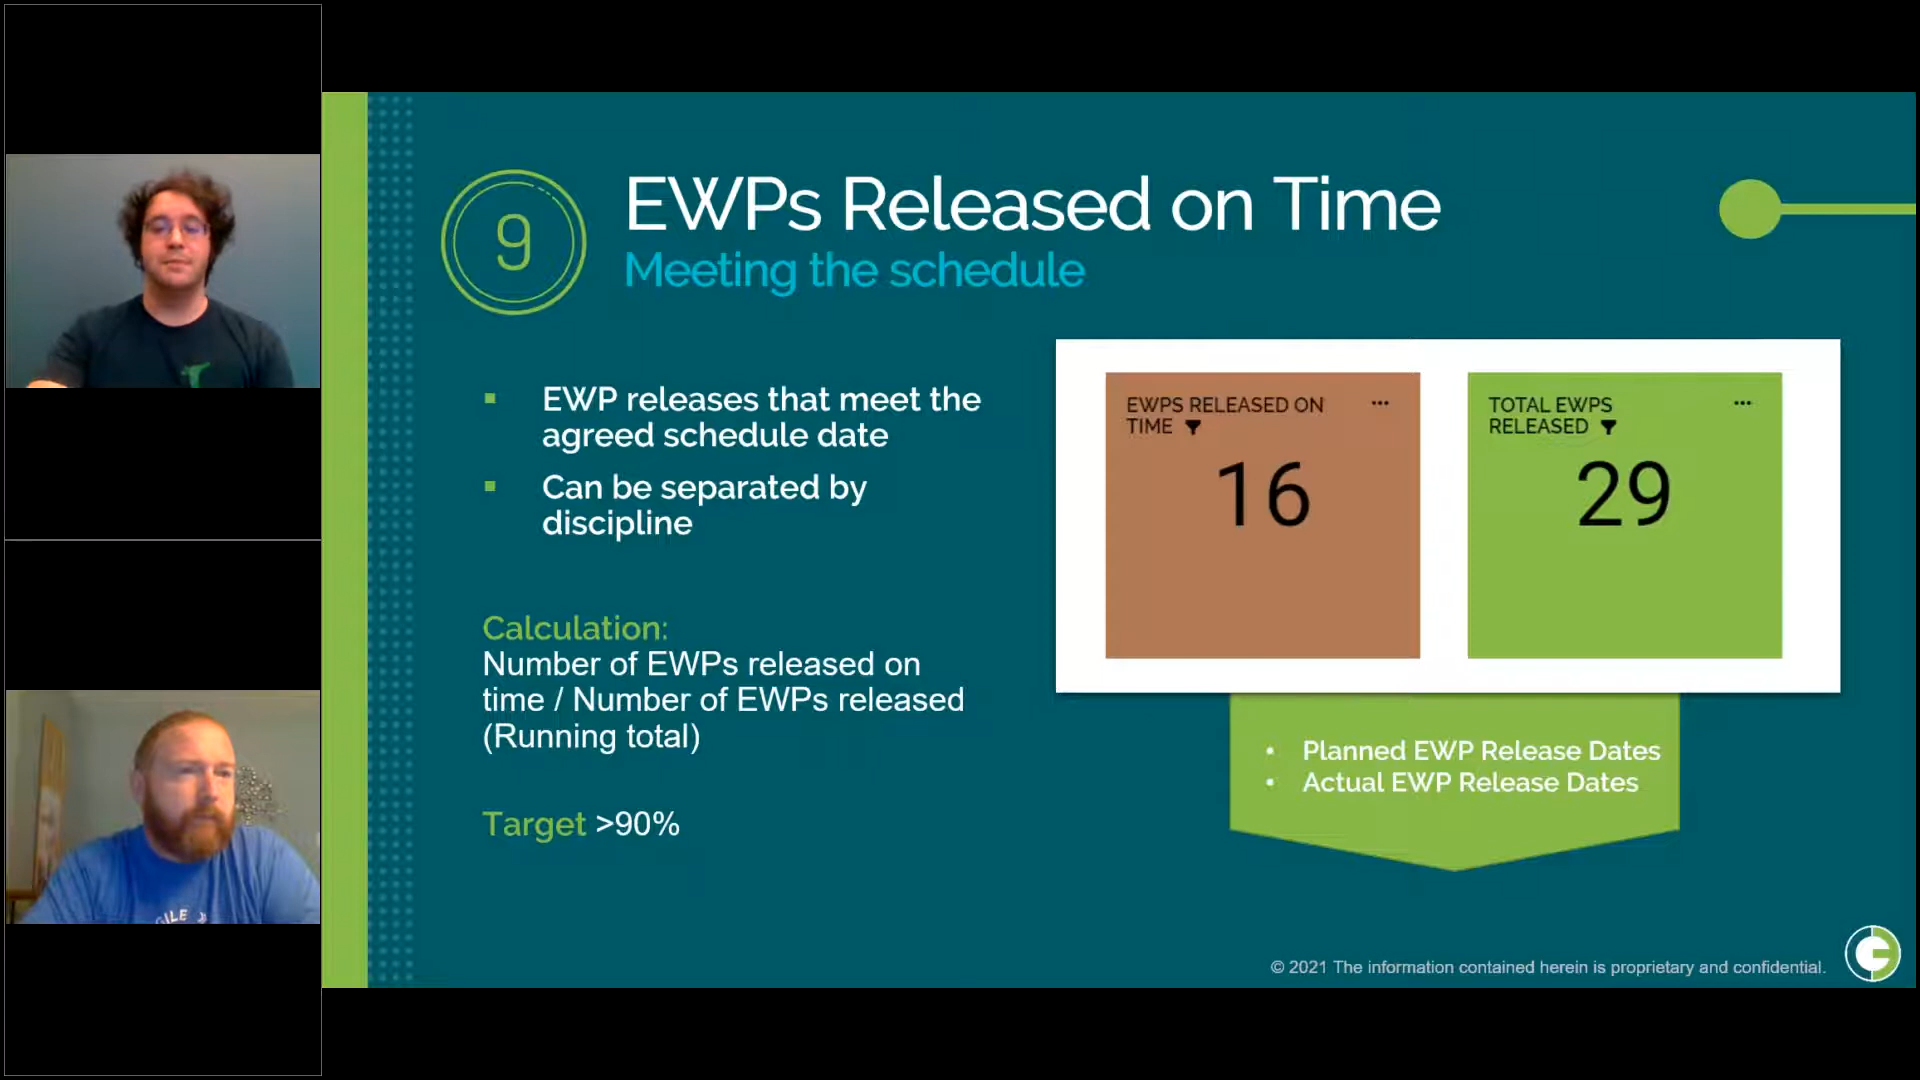 9
EWPs Released on Time
Meeting the schedule
▪ EWP releases that meet the
agreed schedule date
▪ Can be separated by
discipline
Calculation:
Number of EWPs released on
time / Number of EWPs released
(Running total)
Target >90%
EWPS RELEASED ON
TIME
...
16
TOTAL EWPS
RELEASED
...
29
• Planned EWP Release Dates
• Actual EWP Release Dates
© 2021 The information contained herein is proprietary and confidential.